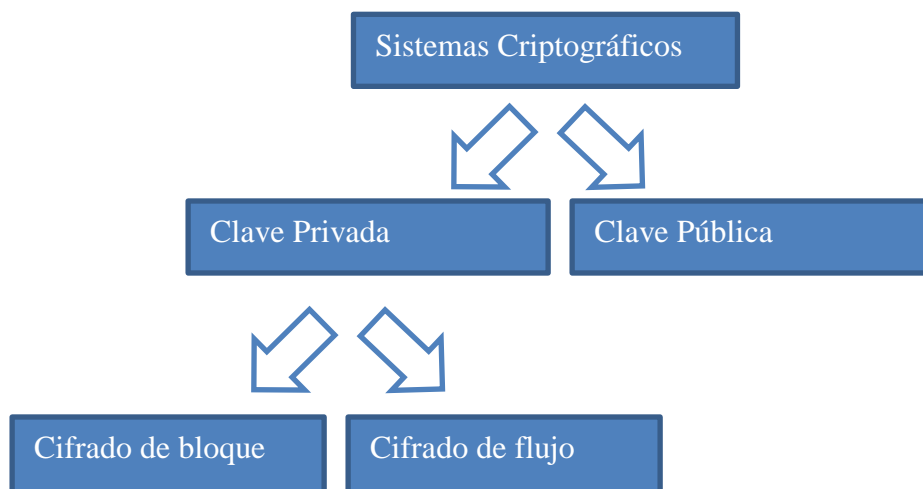 Sistemas Criptográficos
Clave Privada
Clave Pública
Cifrado de bloque
Cifrado de flujo